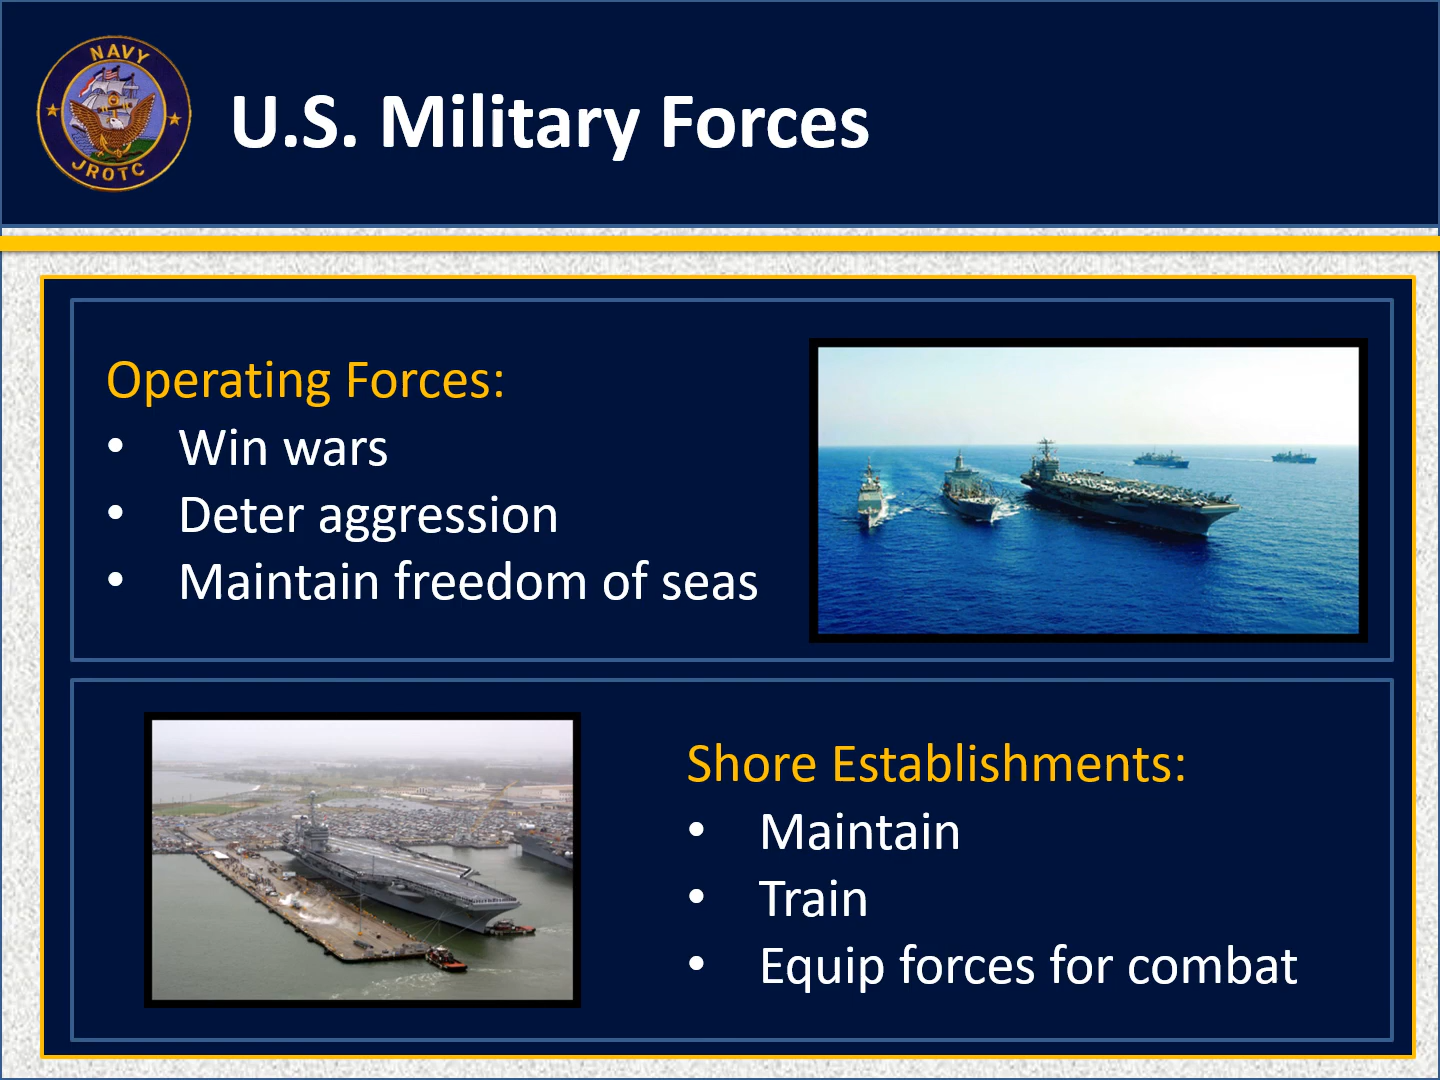 NAVY
JROTC
U.S. Military Forces
Operating Forces:
• Win wars
• Deter aggression
• Maintain freedom of seas
Shore Establishments:
• Maintain
• Train
• Equip forces for combat